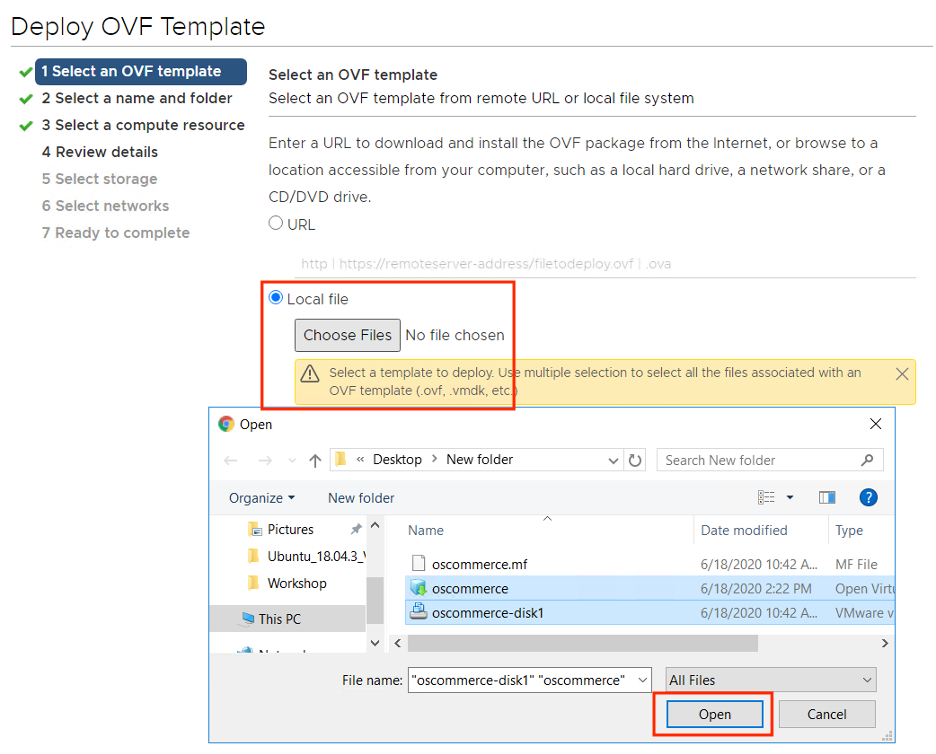 Deploy OVF Template
1 Select an OVF template
2 Select a name and folder
3 Select a compute resource
4 Review details
5 Select storage
6 Select networks
7 Ready to complete
Select an OVF template
Select an OVF template from remote URL or local file system
Enter a URL to download and install the OVF package from the Internet, or browse to a
location accessible from your computer, such as a local hard drive, a network share, or a
CD/DVD drive.
URL
http | https://remoteserver-address/filetodeploy.ovf | .ova
Local file
Choose Files No file chosen
Select a template to deploy. Use multiple selection to select all the files associated with an
OVF template (.ovf, .vmdk, etc.)
Open
« Desktop > New folder
Search New folder
Organize New folder
Pictures
Ubuntu_18.04.3_
Workshop
This PC
Name Date modified Type
oscommerce.mf 6/18/2020 10:42 A... MF File
oscommerce 6/18/2020 2:22 PM Open Virtu
oscommerce-disk1 6/18/2020 10:42 A... VMware v
File name: "oscommerce-disk1" "oscommerce" All Files
Open Cancel